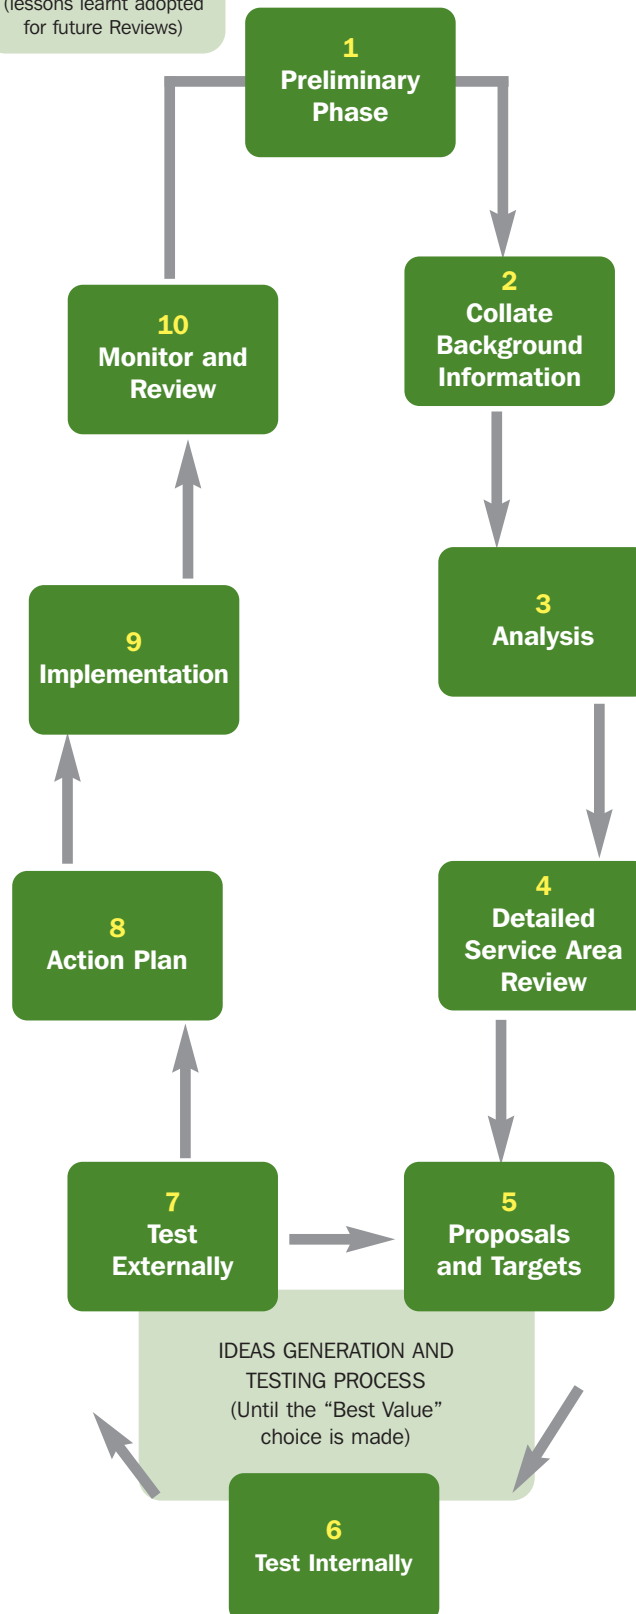 (lessons learnt adopted
for future Reviews)
1
Preliminary
Phase
2
Collate
Background
Information
10
Monitor and
Review
3
Analysis
9
Implementation
4
Detailed
Service Area
Review
8
Action Plan
7
Test
Externally
5
Proposals
and Targets
IDEAS GENERATION AND
TESTING PROCESS
(Until the “Best Value”
choice is made)
6
Test Internally